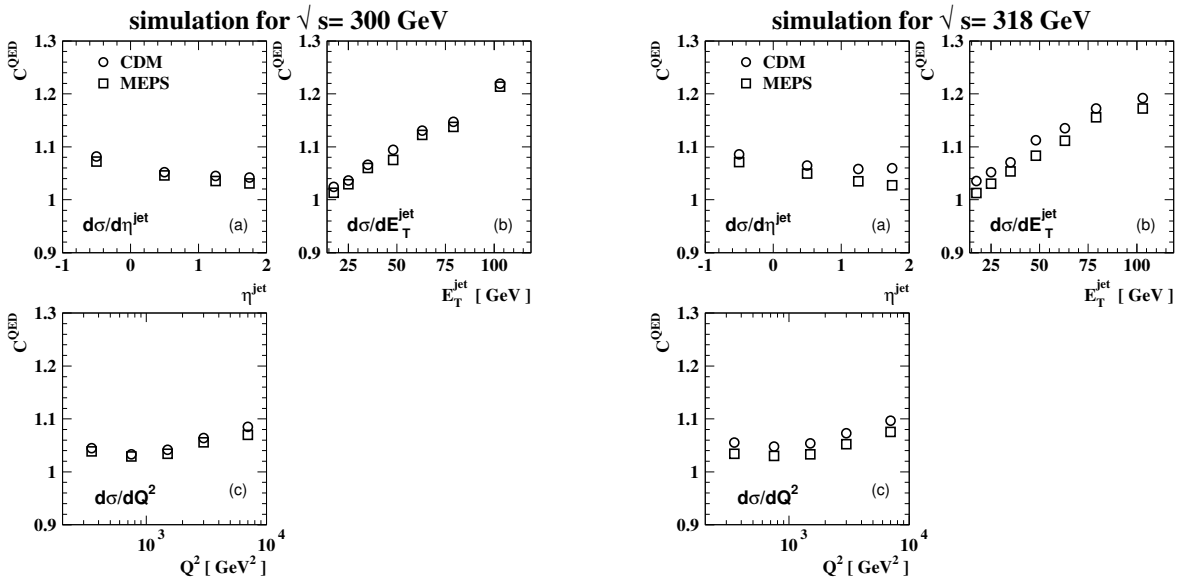 simulation for √ s= 300 GeV
C^QED
1.3
1.2
1.1
1
0.9
CDM
MEPS
dσ/dη^jet
(a)
-1 0 1 2
η^jet
C^QED
1.3
1.2
1.1
1
0.9
dσ/dE_T^jet
(b)
25 50 75 100
E_T^jet [ GeV ]
C^QED
1.3
1.2
1.1
1
0.9
dσ/dQ^2
(c)
10^3 10^4
Q^2 [ GeV^2 ]
simulation for √ s= 318 GeV
C^QED
1.3
1.2
1.1
1
0.9
CDM
MEPS
dσ/dη^jet
(a)
-1 0 1 2
η^jet
C^QED
1.3
1.2
1.1
1
0.9
dσ/dE_T^jet
(b)
25 50 75 100
E_T^jet [ GeV ]
C^QED
1.3
1.2
1.1
1
0.9
dσ/dQ^2
(c)
10^3 10^4
Q^2 [ GeV^2 ]